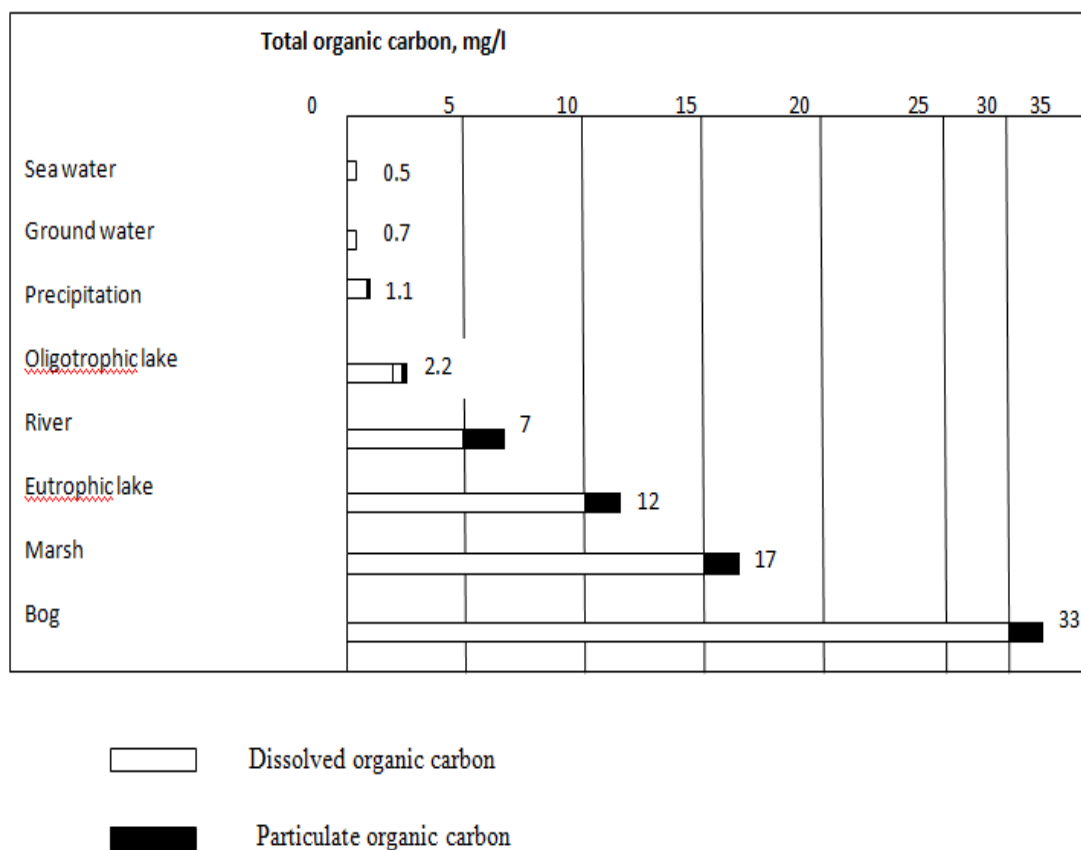 Total organic carbon, mg/l
0 5 10 15 20 25 30 35
Sea water 0.5
Ground water 0.7
Precipitation 1.1
Oligotrophic lake 2.2
River 7
Eutrophic lake 12
Marsh 17
Bog 33
Dissolved organic carbon
Particulate organic carbon